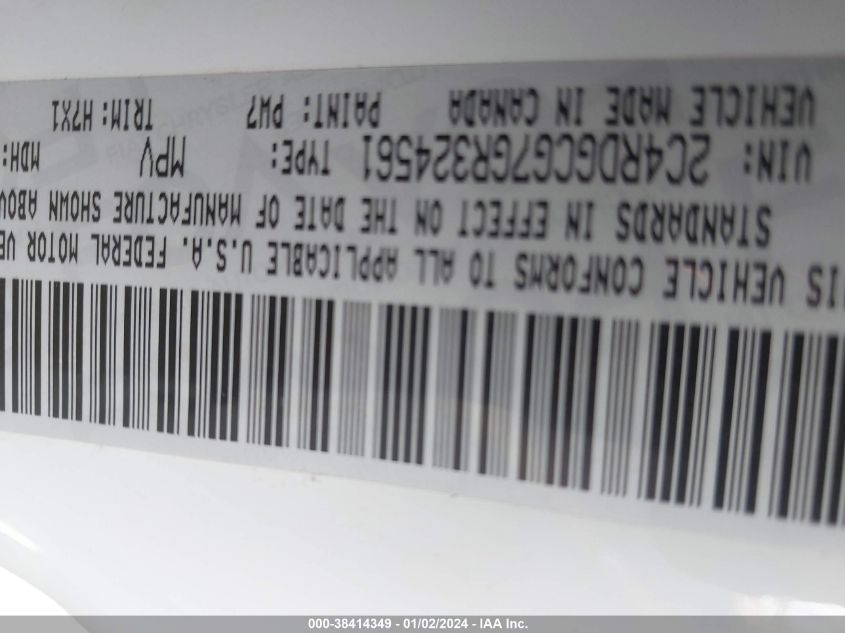 IS VEHICLE CONFORMS TO ALL APPLICABLE U.S.A. FEDERAL MOTOR VE
STANDARDS IN EFFECT ON THE DATE OF MANUFACTURE SHOWN ABOV
VIN: 2C4RDGCG7GR324561 TYPE: MPV MDH:
VEHICLE MADE IN CANADA PAINT: PW7 TRIM: H7X1
000-38414349 - 01/02/2024 - IAA Inc.